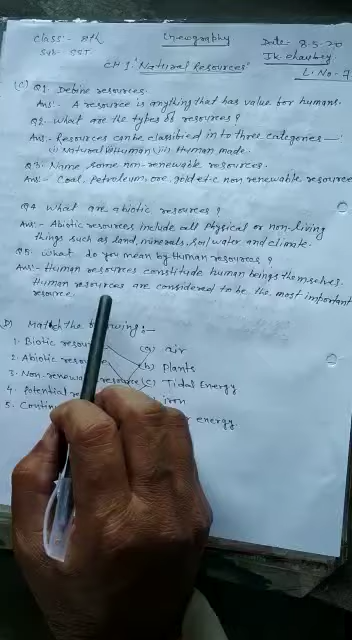 Class:- 8th Geography Date:- 8.5.20
Sub:- SST J.K. chaubey
CH 1 "Natural Resources" L. No-7
(C) Q1. Define resources.
Ans:- A resource is anything that has value for humans.
Q2. what are the types of resources?
Ans:- Resources can be classified in to three categories—:
(i) Natural (ii) Human (iii) Human made.
Q3. Name some non-renewable resources.
Ans:- Coal, Petroleum, ore, gold etc non renewable resource
Q4. What are abiotic resources?
Ans:- Abiotic resources include all Physical or non-living
things such as land, minerals, soil, water and climate.
Q5. What do you mean by Human resources?
Ans:- Human resources constitude human beings themselves.
Human resources are considered to be the most important
resource.
D) Match the following:-
1. Biotic (a) air
2. Abiotic (b) Plants
3. Non-renewable resource (c) Tidal Energy
4. Potential iron
5. energy